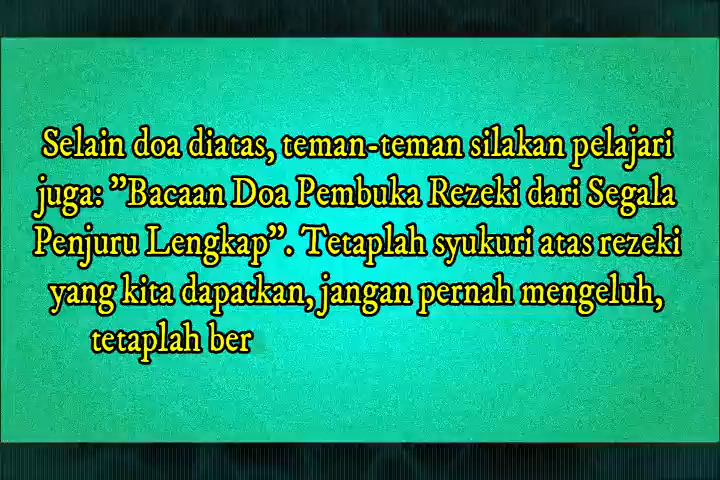 Selain doa diatas, teman-teman silakan pelajari
juga: ”Bacaan Doa Pembuka Rezeki dari Segala
Penjuru Lengkap”. Tetaplah syukuri atas rezeki
yang kita dapatkan, jangan pernah mengeluh,
tetaplah ber